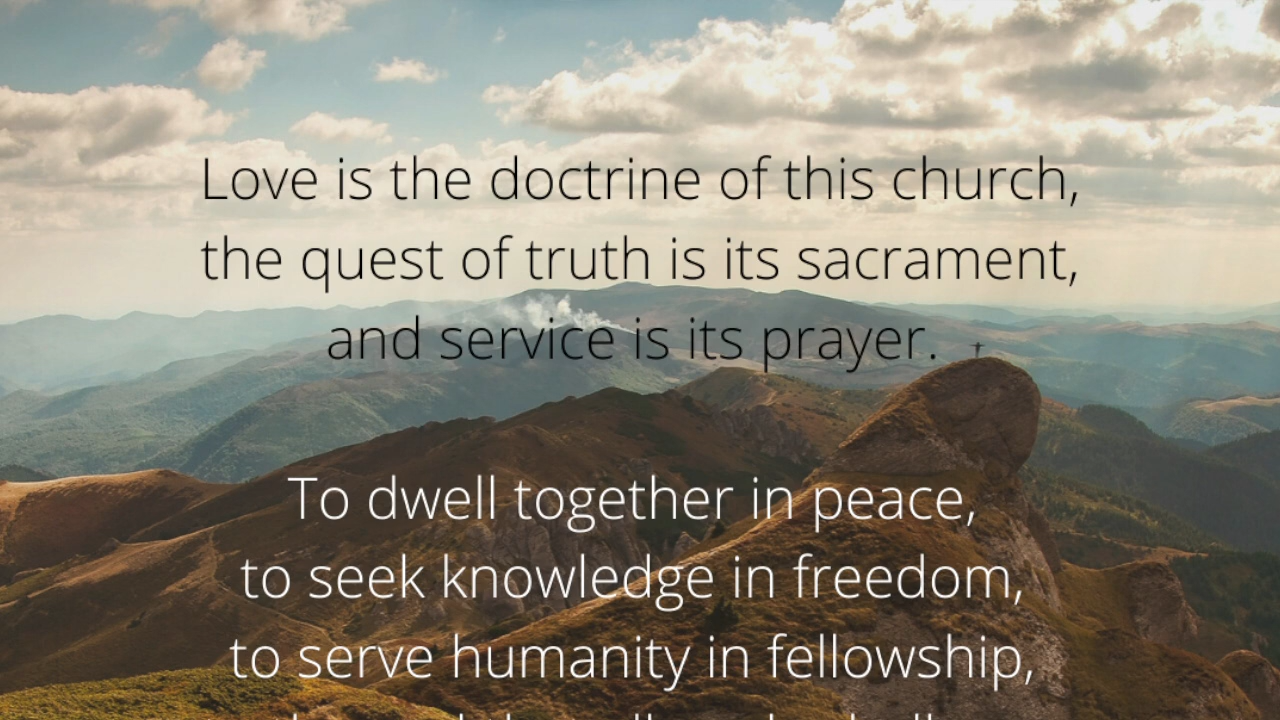 Love is the doctrine of this church,
the quest of truth is its sacrament,
and service is its prayer.
To dwell together in peace,
to seek knowledge in freedom,
to serve humanity in fellowship,